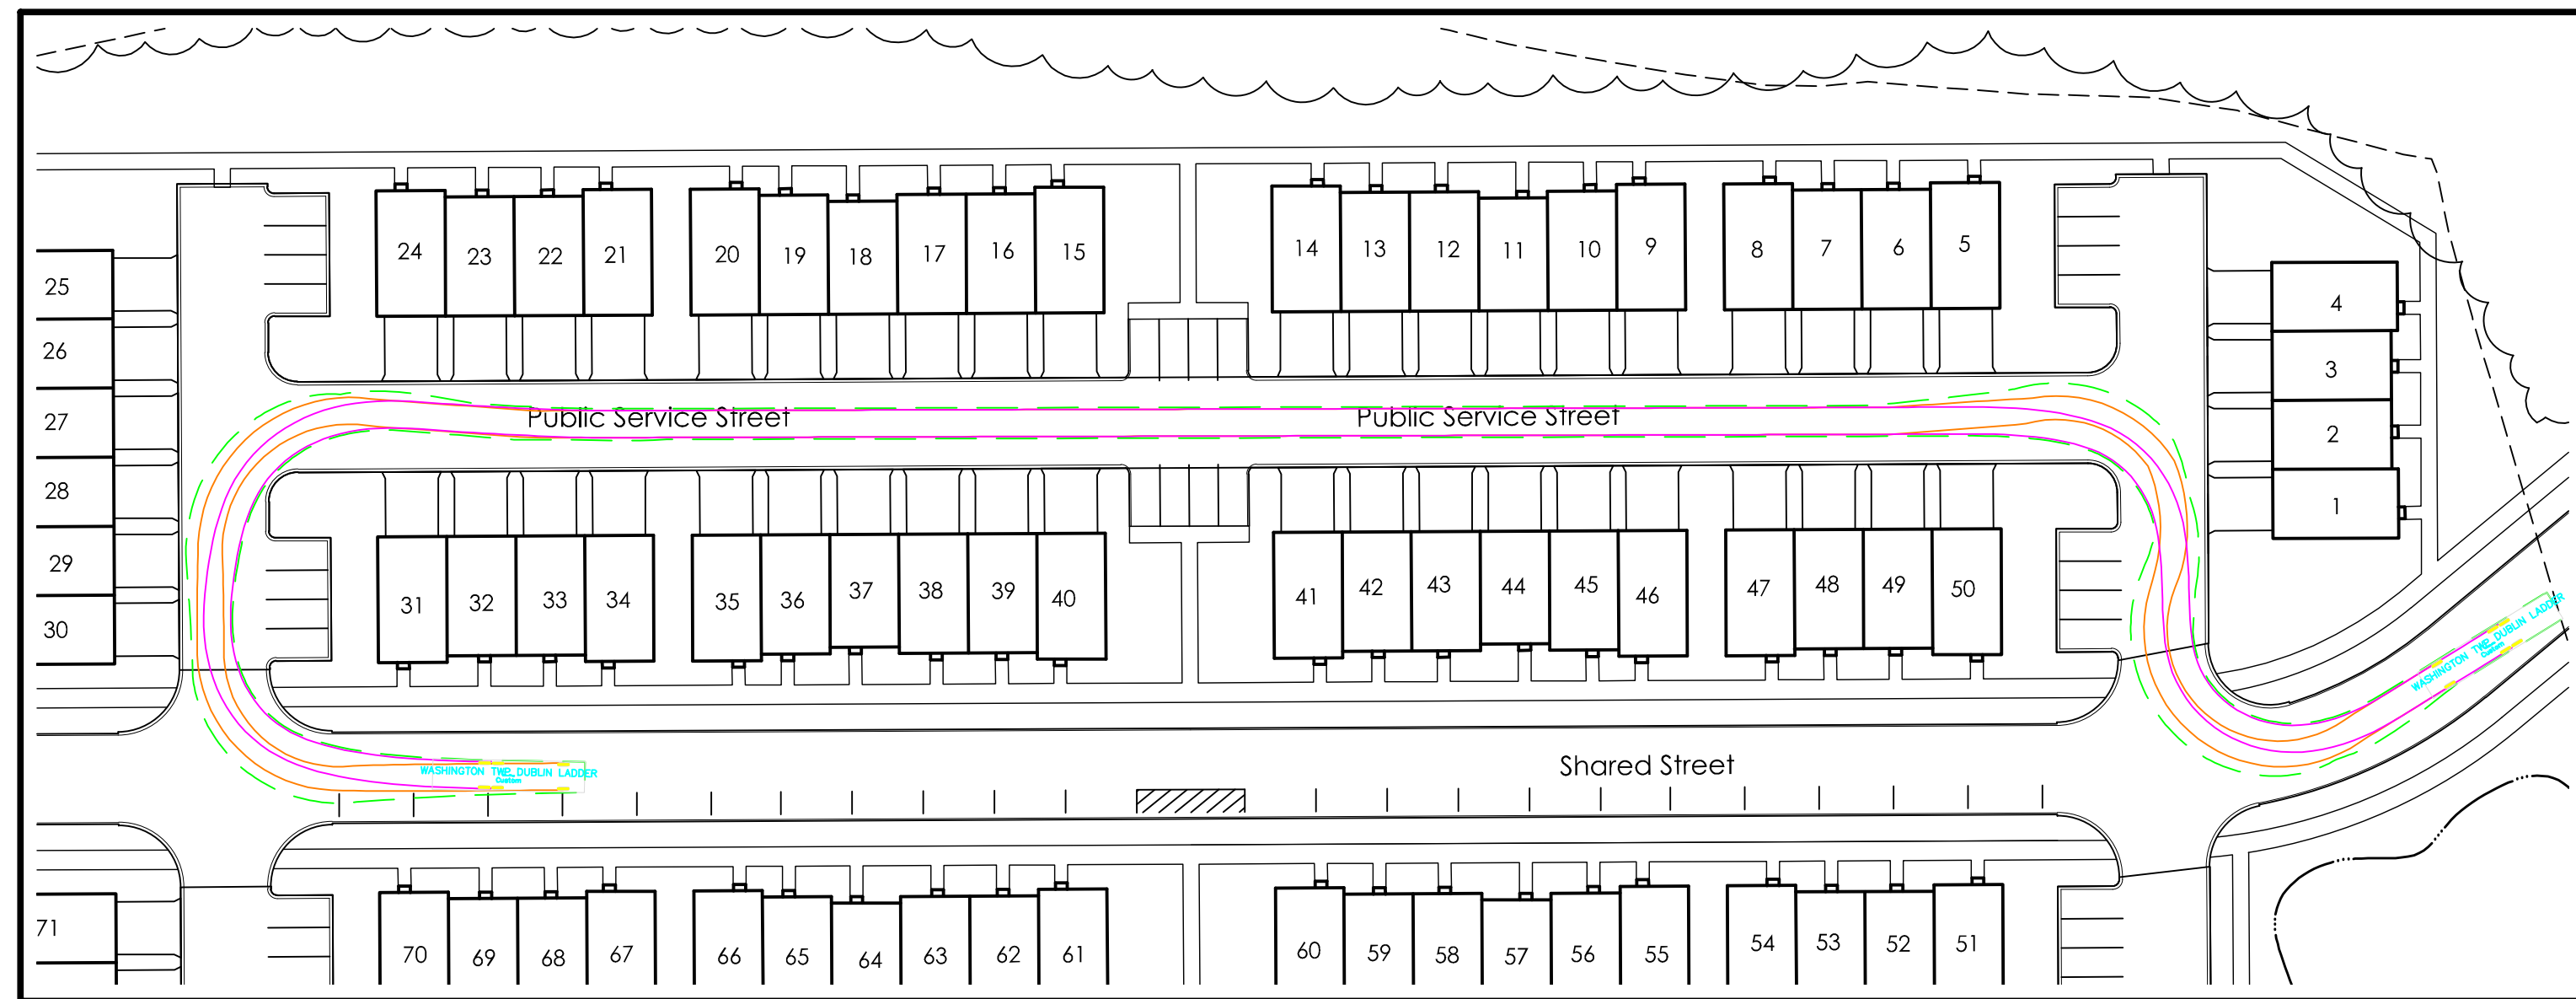 24 23 22 21 20 19 18 17 16 15 14 13 12 11 10 9 8 7 6 5
25
26
27
28
29
30
4
3
2
1
Public Service Street Public Service Street
31 32 33 34 35 36 37 38 39 40 41 42 43 44 45 46 47 48 49 50
WASHINGTON TWP DUBLIN LADDER
Custom
Shared Street
WASHINGTON TWP DUBLIN LADDER
Custom
71
70 69 68 67 66 65 64 63 62 61 60 59 58 57 56 55 54 53 52 51